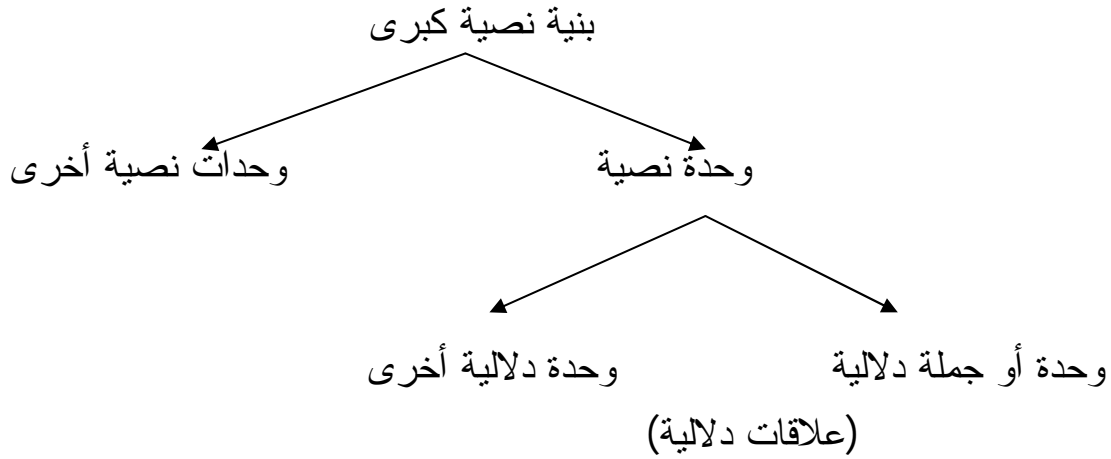 بنية نصية كبرى
وحدة نصية
وحدات نصية أخرى
وحدة أو جملة دلالية
وحدة دلالية أخرى
(علاقات دلالية)